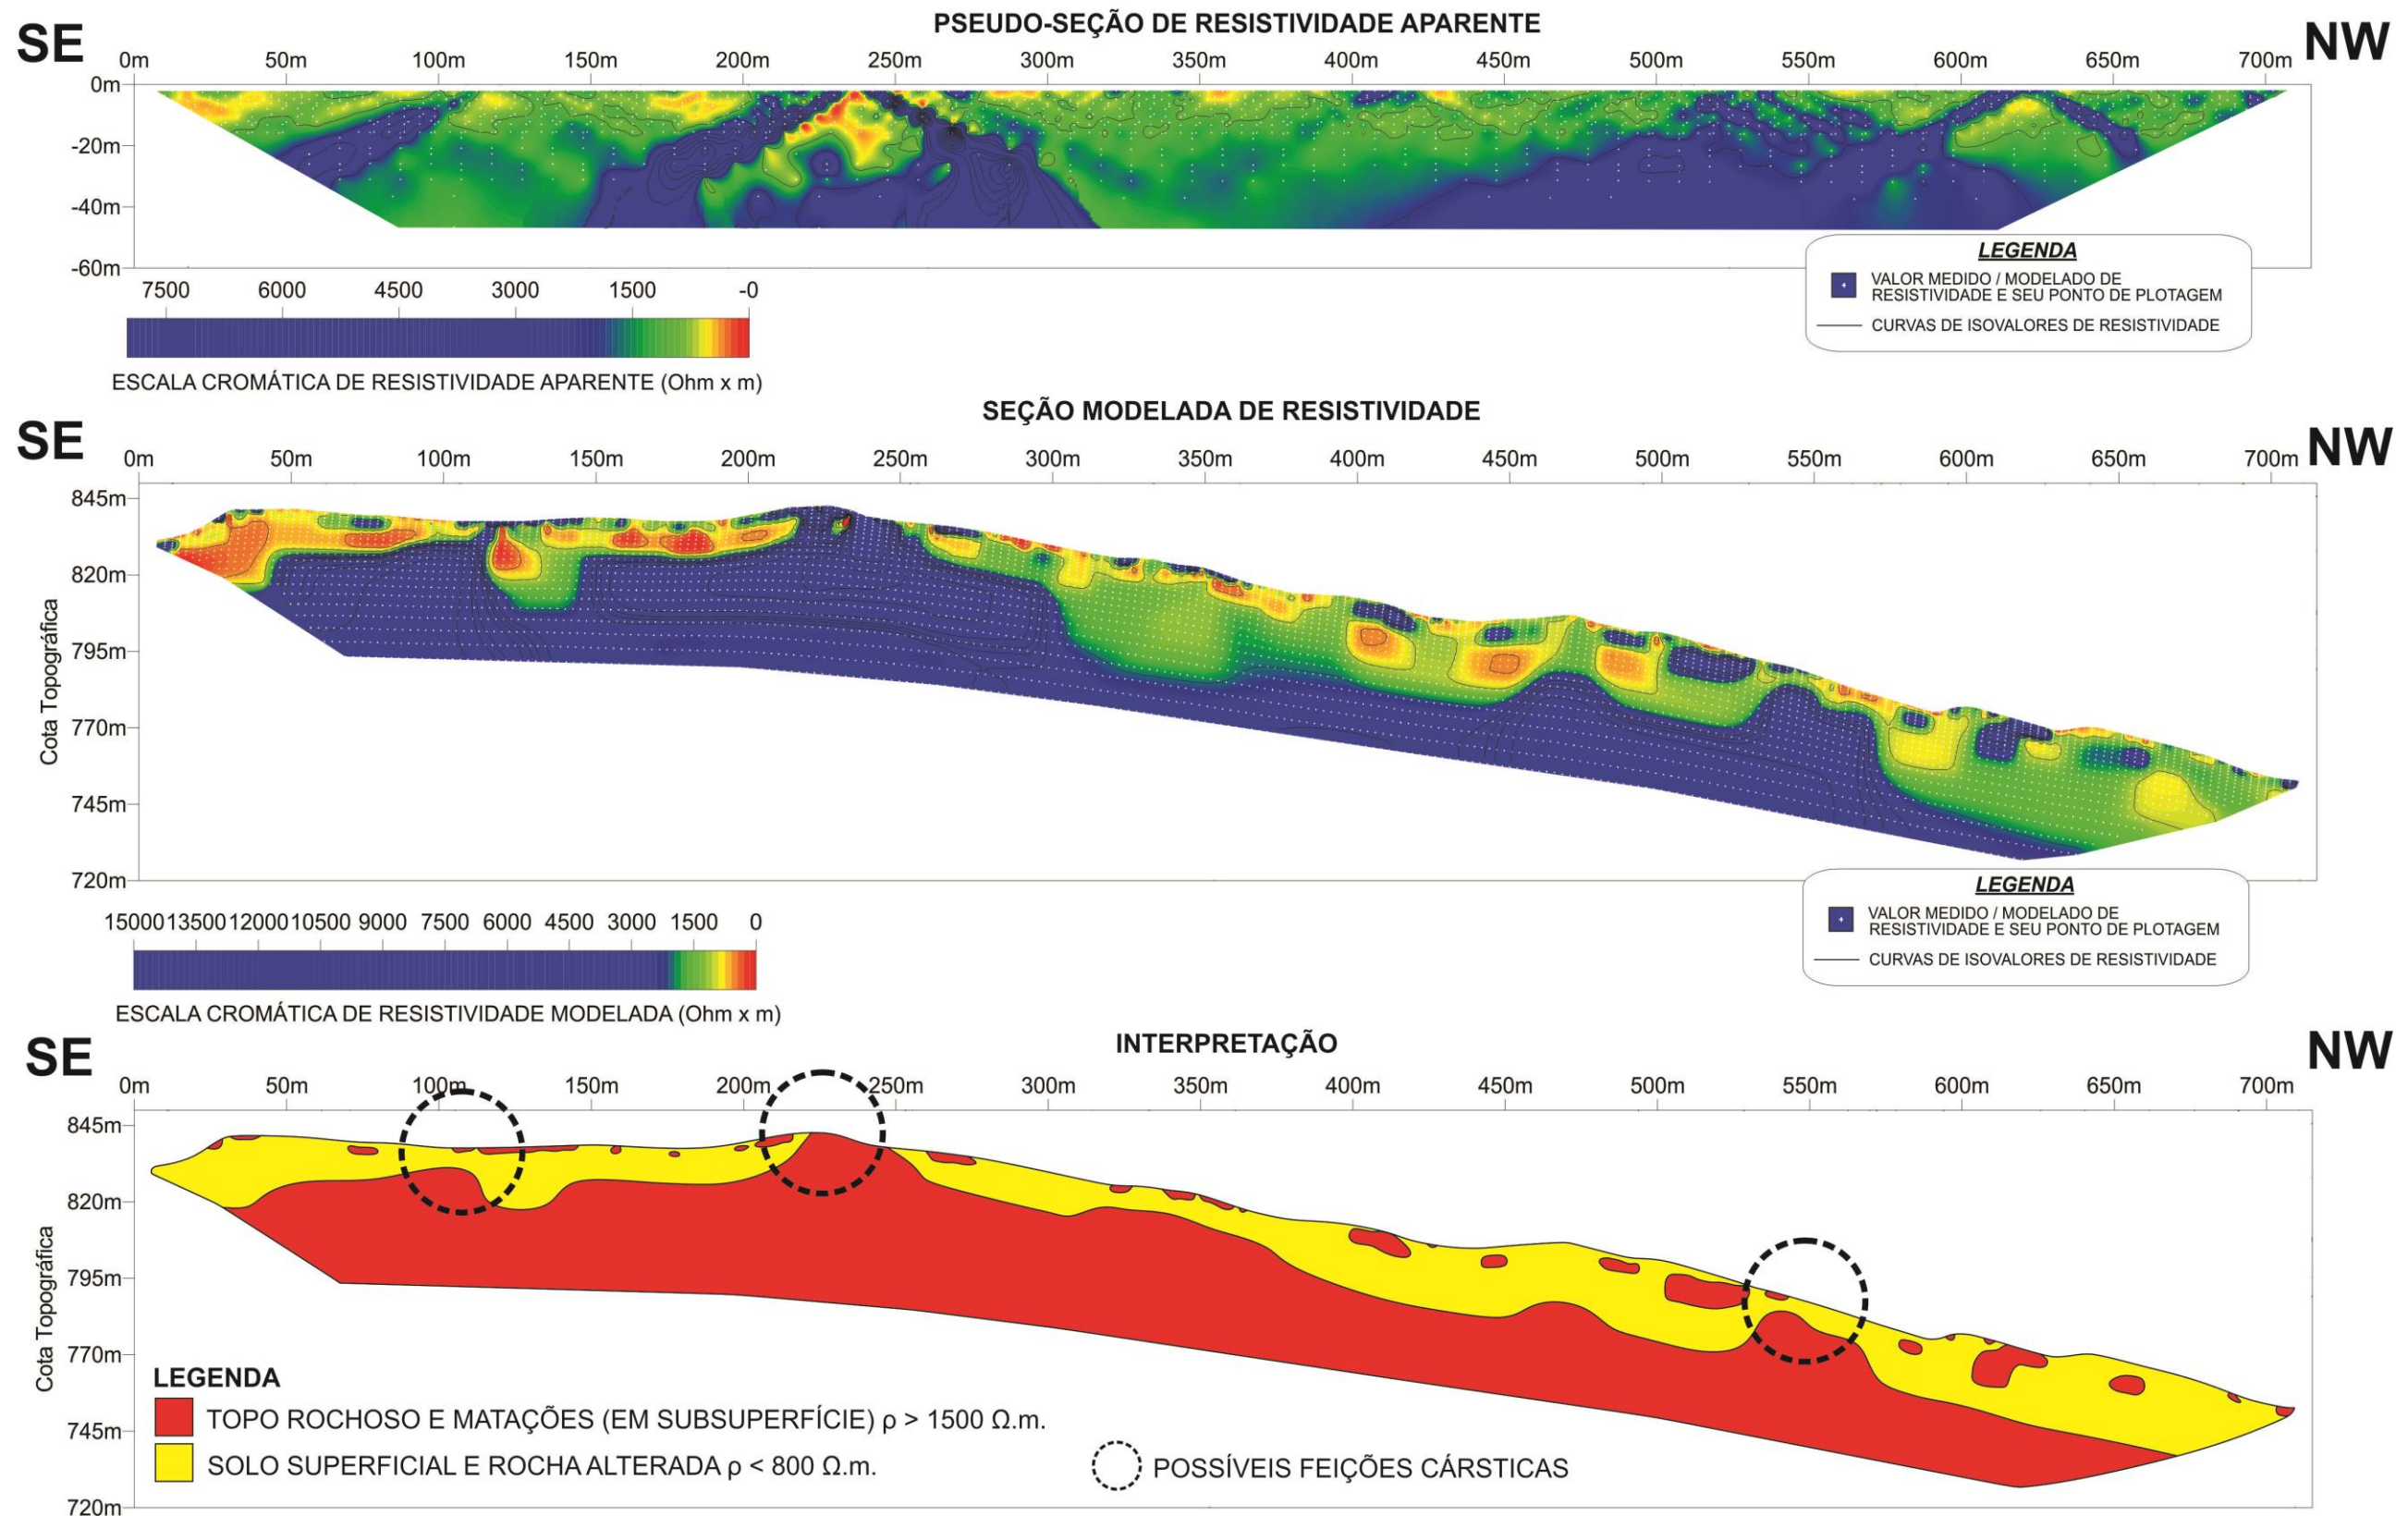 PSEUDO-SEÇÃO DE RESISTIVIDADE APARENTE
SE
NW
0m 50m 100m 150m 200m 250m 300m 350m 400m 450m 500m 550m 600m 650m 700m
0m
-20m
-40m
-60m
LEGENDA
VALOR MEDIDO / MODELADO DE
RESISTIVIDADE E SEU PONTO DE PLOTAGEM
CURVAS DE ISOVALORES DE RESISTIVIDADE
7500 6000 4500 3000 1500 -0
ESCALA CROMÁTICA DE RESISTIVIDADE APARENTE (Ohm x m)
SEÇÃO MODELADA DE RESISTIVIDADE
SE
NW
0m 50m 100m 150m 200m 250m 300m 350m 400m 450m 500m 550m 600m 650m 700m
845m
820m
795m
770m
745m
720m
Cota Topográfica
LEGENDA
VALOR MEDIDO / MODELADO DE
RESISTIVIDADE E SEU PONTO DE PLOTAGEM
CURVAS DE ISOVALORES DE RESISTIVIDADE
15000 13500 12000 10500 9000 7500 6000 4500 3000 1500 0
ESCALA CROMÁTICA DE RESISTIVIDADE MODELADA (Ohm x m)
INTERPRETAÇÃO
SE
NW
0m 50m 100m 150m 200m 250m 300m 350m 400m 450m 500m 550m 600m 650m 700m
845m
820m
795m
770m
745m
720m
Cota Topográfica
LEGENDA
TOPO ROCHOSO E MATAÇÕES (EM SUBSUPERFÍCIE) ρ > 1500 Ω.m.
SOLO SUPERFICIAL E ROCHA ALTERADA ρ < 800 Ω.m.
POSSÍVEIS FEIÇÕES CÁRSTICAS